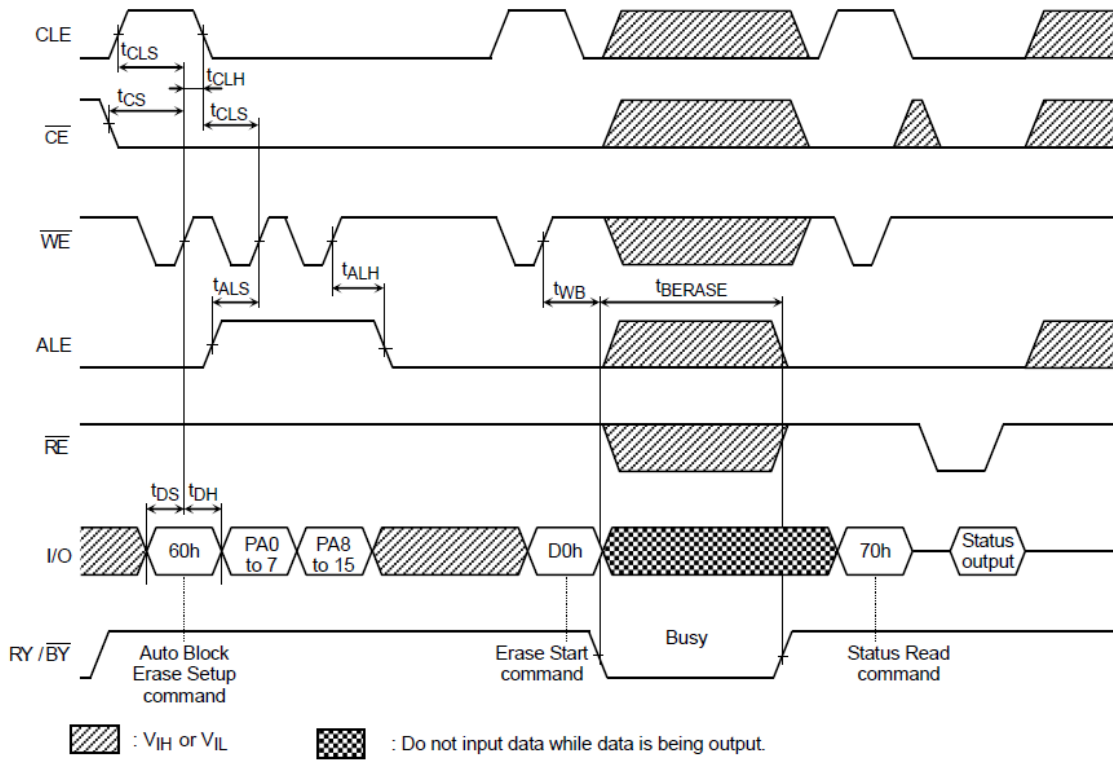 CLE
tCLS
tCLH
tCS
tCLS
CE
WE
tALS
tALH
tWB
tBERASE
ALE
RE
tDS
tDH
I/O
60h
PA0
to 7
PA8
to 15
D0h
70h
Status
output
RY / BY
Busy
Auto Block
Erase Setup
command
Erase Start
command
Status Read
command
: VIH or VIL
: Do not input data while data is being output.